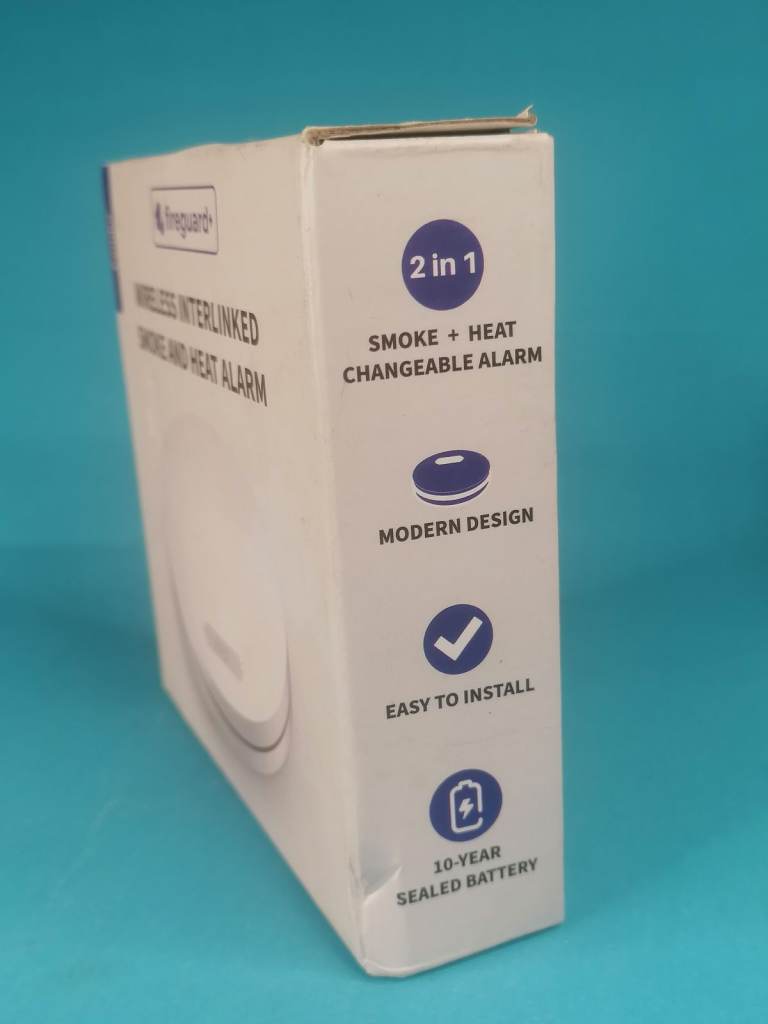 fireguard+
WIRELESS INTERLINKED
SMOKE AND HEAT ALARM
2 in 1
SMOKE + HEAT
CHANGEABLE ALARM
MODERN DESIGN
EASY TO INSTALL
10-YEAR
SEALED BATTERY